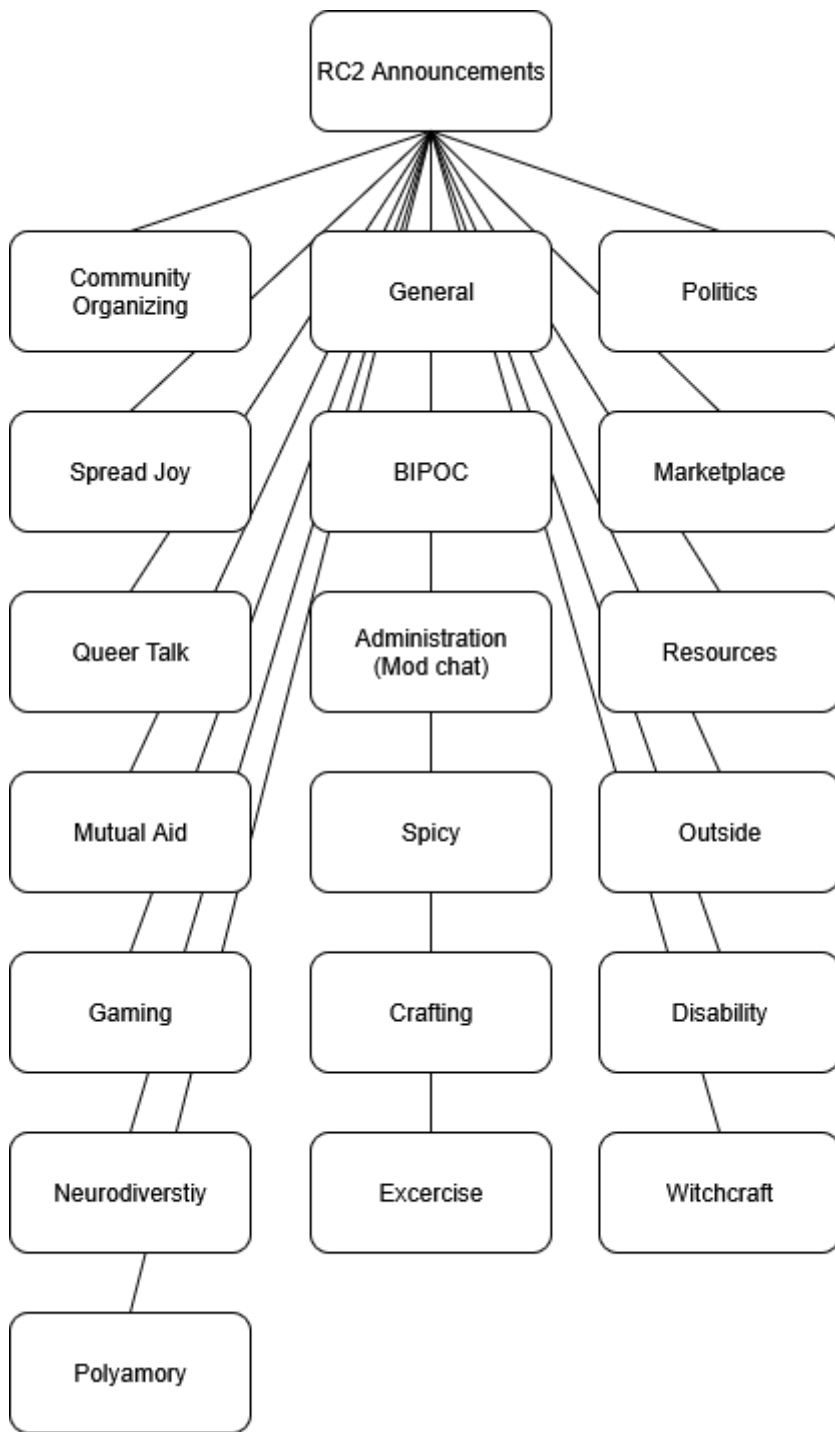 RC2 Announcements
Community
Organizing
General
Politics
Spread Joy
BIPOC
Marketplace
Queer Talk
Administration
(Mod chat)
Resources
Mutual Aid
Spicy
Outside
Gaming
Crafting
Disability
Neurodiverstiy
Excercise
Witchcraft
Polyamory